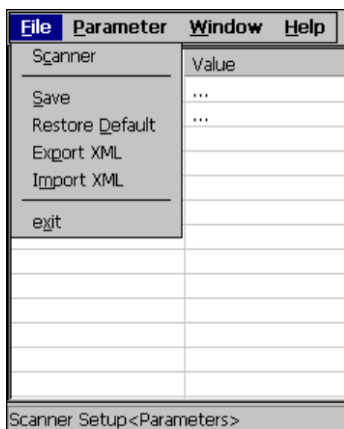 File Parameter Window Help
Scanner
Value
Save
...
Restore Default
...
Export XML
Import XML
exit
Scanner Setup<Parameters>